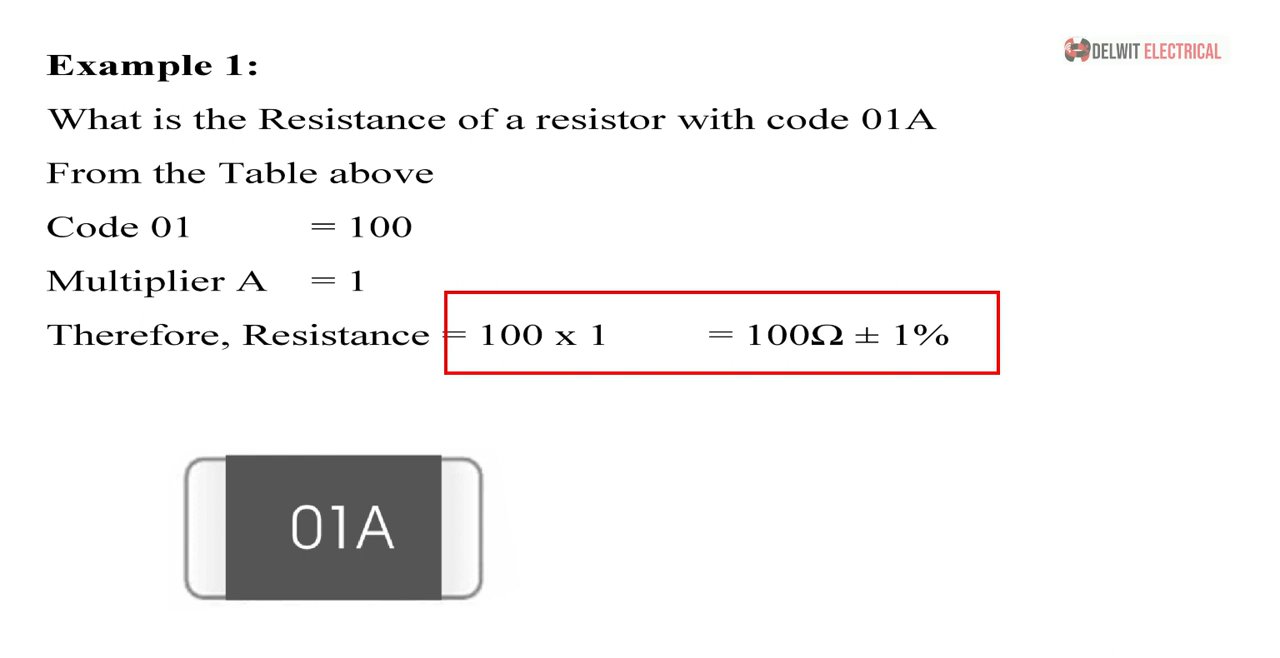 DELWIT ELECTRICAL
Example 1:
What is the Resistance of a resistor with code 01A
From the Table above
Code 01 = 100
Multiplier A = 1
Therefore, Resistance = 100 x 1 = 100Ω ± 1%
01A